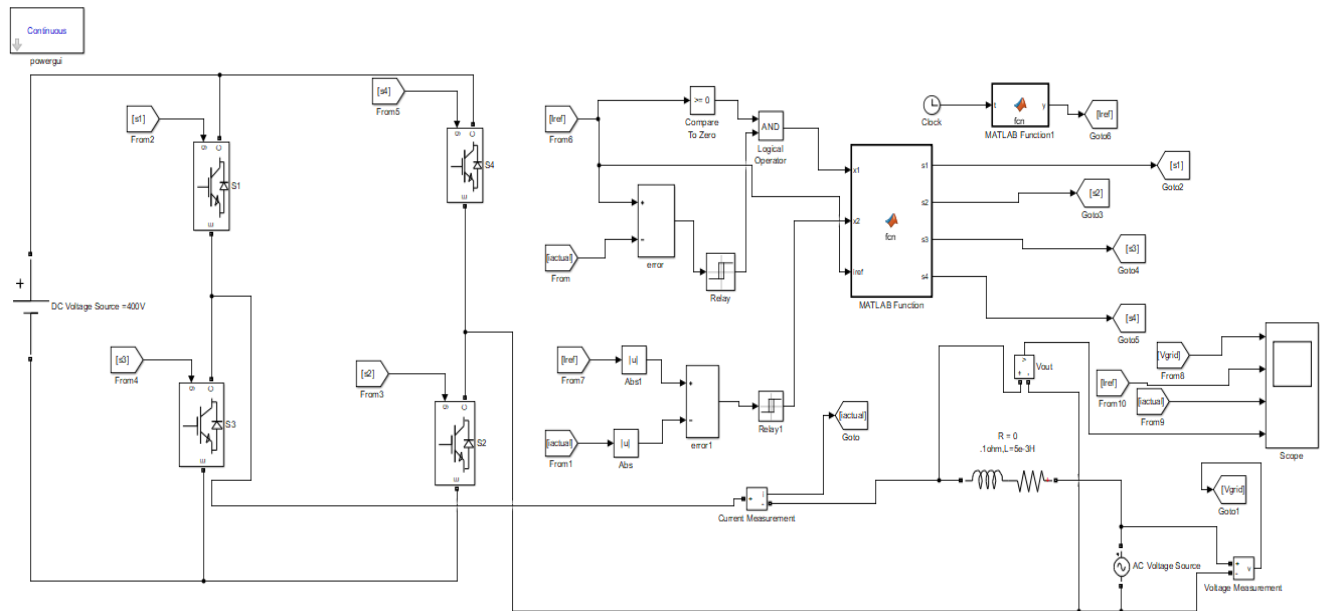 Continuous
powergui
[s1]
From2
g
C
S1
E
[s4]
From5
g
C
S4
E
+
DC Voltage Source =400V
[s3]
From4
g
C
S3
E
[s2]
From3
g
C
S2
E
[Iref]
From6
>= 0
Compare
To Zero
AND
Logical
Operator
[iactual]
From
+
-
error
Relay
[Iref]
From7
|u|
Abs1
[iactual]
From1
|u|
Abs
+
-
error1
Relay1
x1
x2
Iref
fcn
s1
s2
s3
s4
MATLAB Function
Clock
t
fcn
y
MATLAB Function1
[Iref]
Goto6
[s1]
Goto2
[s2]
Goto3
[s3]
Goto4
[s4]
Goto5
[iactual]
Goto
+
i
-
Current Measurement
Vout
+
-
R = 0
.1ohm,L=5e-3H
+
[Vgrid]
From8
[Iref]
From10
[iactual]
From9
Scope
[Vgrid]
Goto1
AC Voltage Source
+
-
v
Voltage Measurement